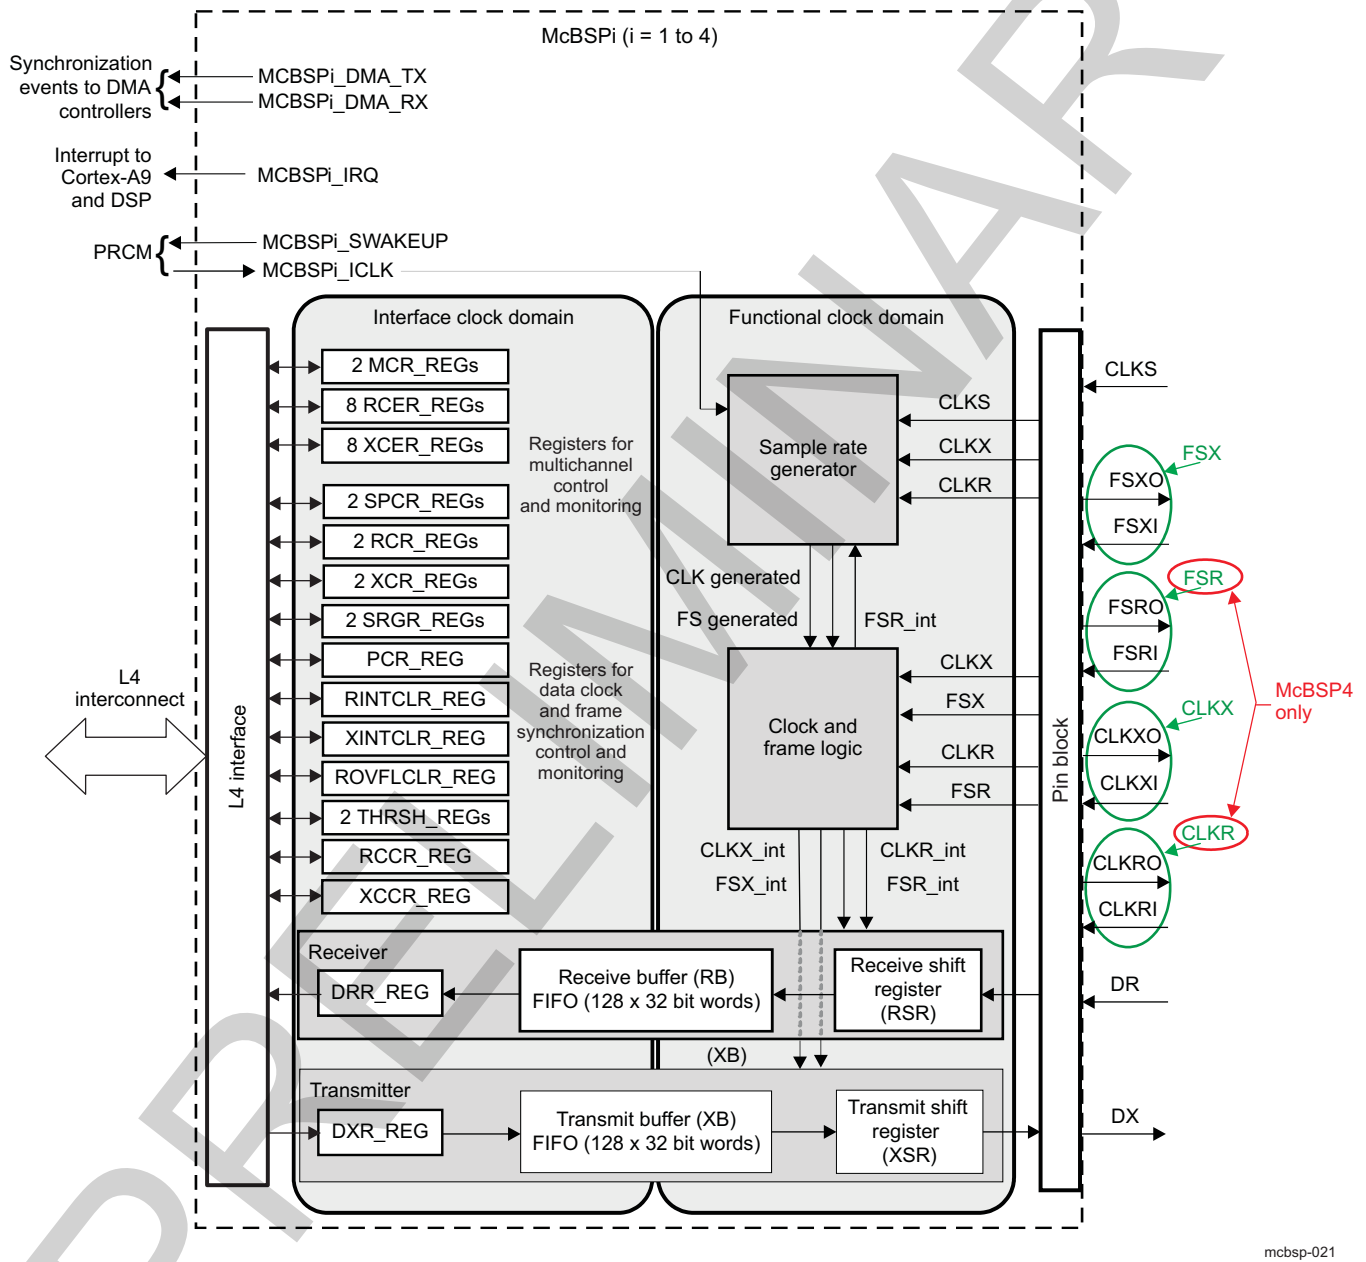 McBSPi (i = 1 to 4)
Synchronization
events to DMA
controllers
MCBSPi_DMA_TX
MCBSPi_DMA_RX
Interrupt to
Cortex-A9
and DSP
MCBSPi_IRQ
PRCM
MCBSPi_SWAKEUP
MCBSPi_ICLK
Interface clock domain
Functional clock domain
L4
interconnect
L4 interface
2 MCR_REGs
8 RCER_REGs
8 XCER_REGs
2 SPCR_REGs
2 RCR_REGs
2 XCR_REGs
2 SRGR_REGs
PCR_REG
RINTCLR_REG
XINTCLR_REG
ROVFLCLR_REG
2 THRSH_REGs
RCCR_REG
XCCR_REG
Registers for
multichannel
control
and monitoring
Registers for
data clock
and frame
synchronization
control and
monitoring
Sample rate
generator
CLKS
CLKX
CLKR
CLK generated
FS generated
FSR_int
Clock and
frame logic
CLKX
FSX
CLKR
FSR
CLKX_int
FSX_int
CLKR_int
FSR_int
Receiver
DRR_REG
Receive buffer (RB)
FIFO (128 x 32 bit words)
Receive shift
register
(RSR)
(XB)
Transmitter
DXR_REG
Transmit buffer (XB)
FIFO (128 x 32 bit words)
Transmit shift
register
(XSR)
Pin block
CLKS
FSX
FSXO
FSXI
FSR
FSRO
FSRI
McBSP4
only
CLKX
CLKXO
CLKXI
CLKR
CLKRO
CLKRI
DR
DX
PRELIMINAR
mcbsp-021